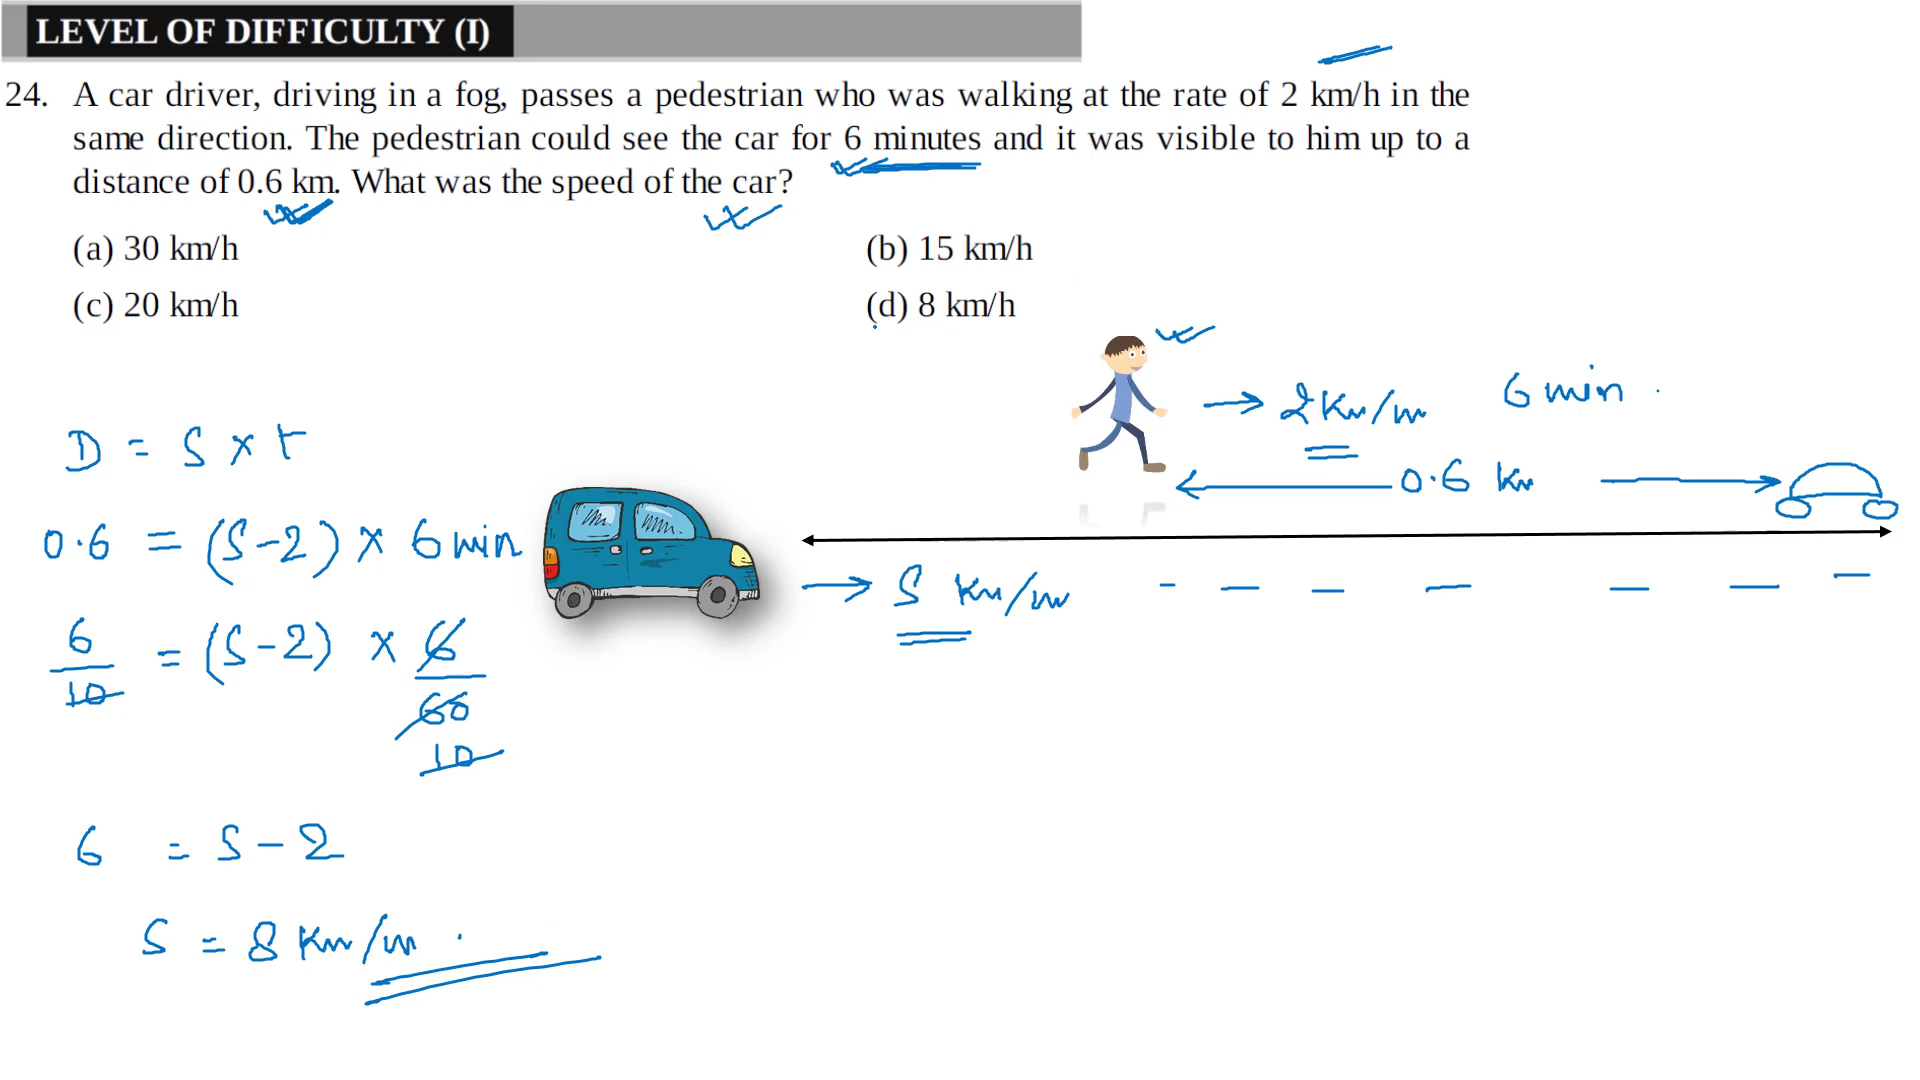 LEVEL OF DIFFICULTY (I)
24. A car driver, driving in a fog, passes a pedestrian who was walking at the rate of 2 km/h in the
same direction. The pedestrian could see the car for 6 minutes and it was visible to him up to a
distance of 0.6 km. What was the speed of the car?
(a) 30 km/h (b) 15 km/h
(c) 20 km/h (d) 8 km/h
→ 2 Km/m 6 min
D = S × t
0.6 Km
0.6 = (S-2) × 6 min
→ S Km/m
6/10 = (S-2) × 6/60
10
6 = S - 2
S = 8 Km/m